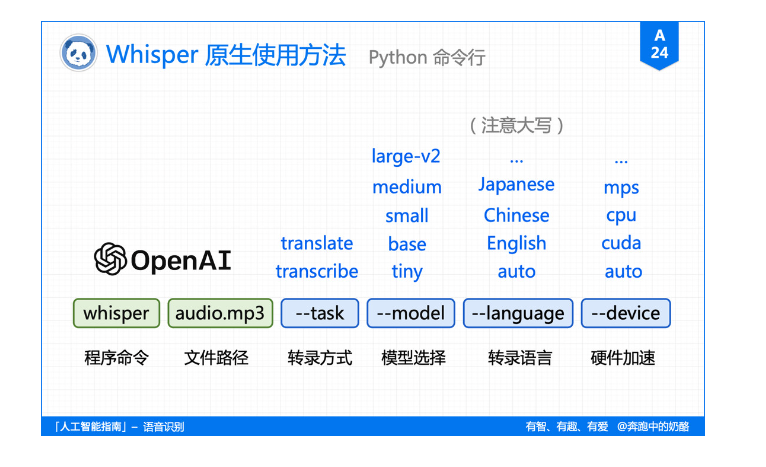 Whisper 原生使用方法 Python 命令行
A
24
(注意大写)
large-v2 ... ...
medium Japanese mps
small Chinese cpu
translate base English cuda
transcribe tiny auto auto
OpenAI
whisper audio.mp3 --task --model --language --device
程序命令 文件路径 转录方式 模型选择 转录语言 硬件加速
「人工智能指南」– 语音识别
有智、有趣、有爱 @奔跑中的奶酪